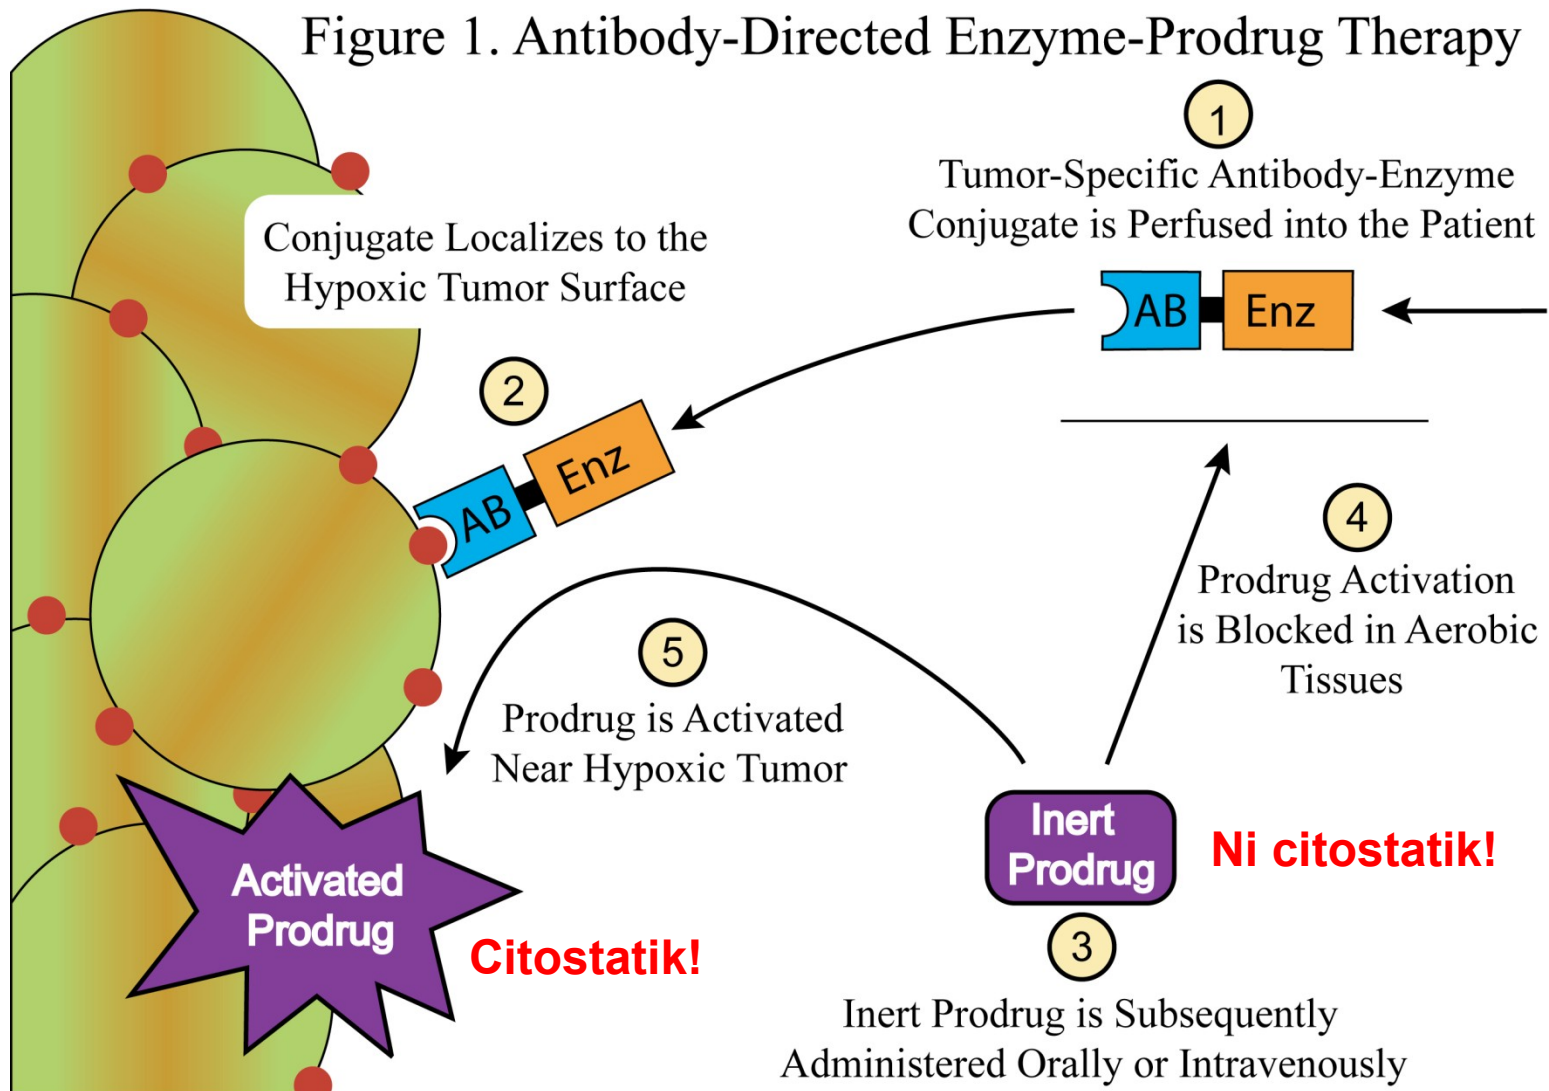 Figure 1. Antibody-Directed Enzyme-Prodrug Therapy
1
Tumor-Specific Antibody-Enzyme
Conjugate is Perfused into the Patient
AB
Enz
Conjugate Localizes to the
Hypoxic Tumor Surface
2
AB
Enz
4
Prodrug Activation
is Blocked in Aerobic
Tissues
5
Prodrug is Activated
Near Hypoxic Tumor
Inert
Prodrug
Ni citostatik!
Activated
Prodrug
Citostatik!
3
Inert Prodrug is Subsequently
Administered Orally or Intravenously